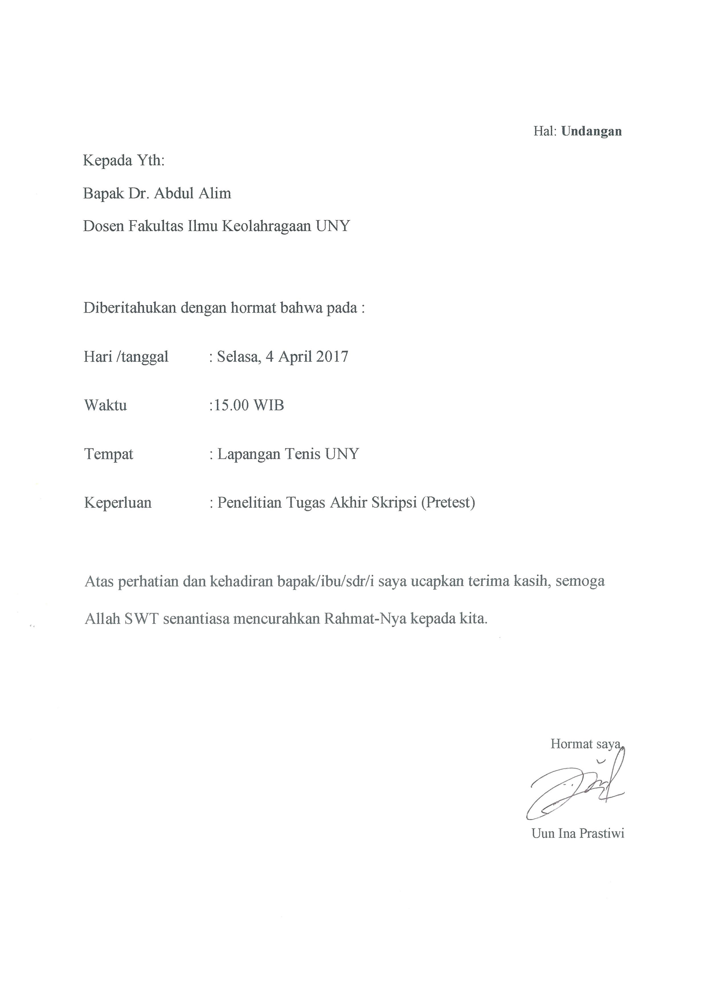 Hal: Undangan
Kepada Yth:
Bapak Dr. Abdul Alim
Dosen Fakultas Ilmu Keolahragaan UNY
Diberitahukan dengan hormat bahwa pada :
Hari /tanggal : Selasa, 4 April 2017
Waktu :15.00 WIB
Tempat : Lapangan Tenis UNY
Keperluan : Penelitian Tugas Akhir Skripsi (Pretest)
Atas perhatian dan kehadiran bapak/ibu/sdr/i saya ucapkan terima kasih, semoga
Allah SWT senantiasa mencurahkan Rahmat-Nya kepada kita.
Hormat saya,
Uun Ina Prastiwi